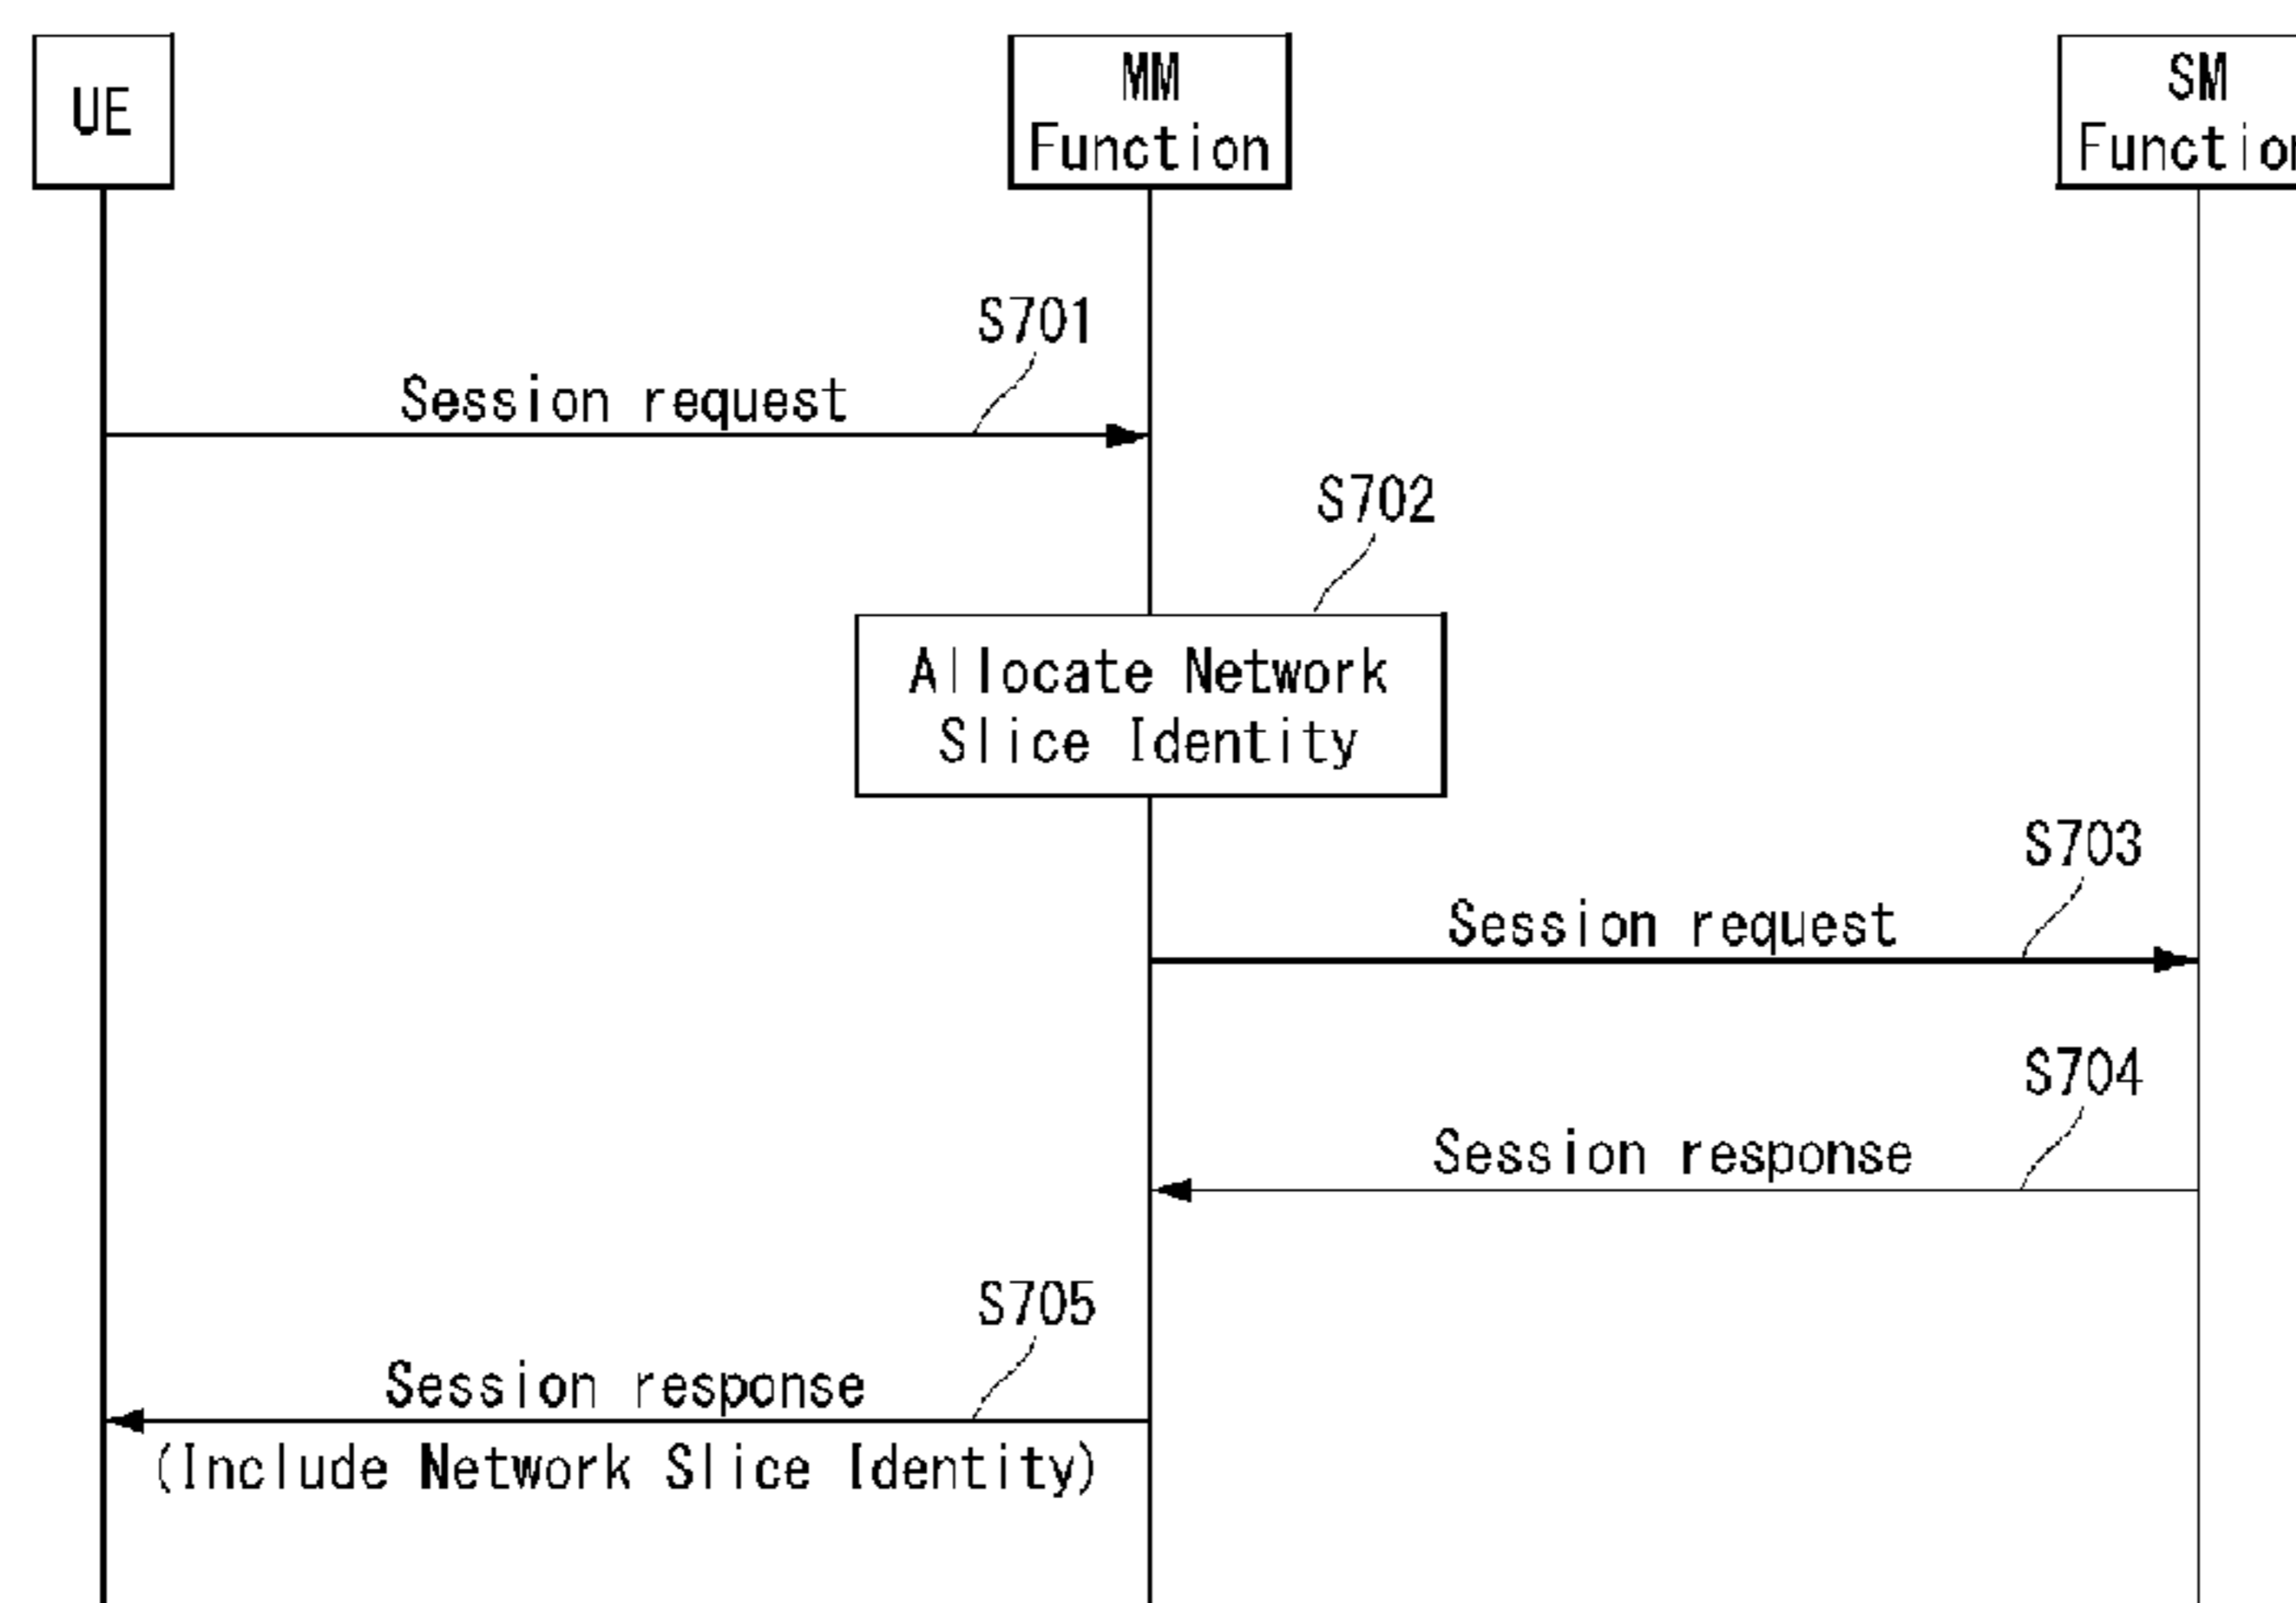 UE
MM
Function
SM
Function
S701
Session request
S702
Allocate Network
Slice Identity
S703
Session request
S704
Session response
S705
Session response
(Include Network Slice Identity)